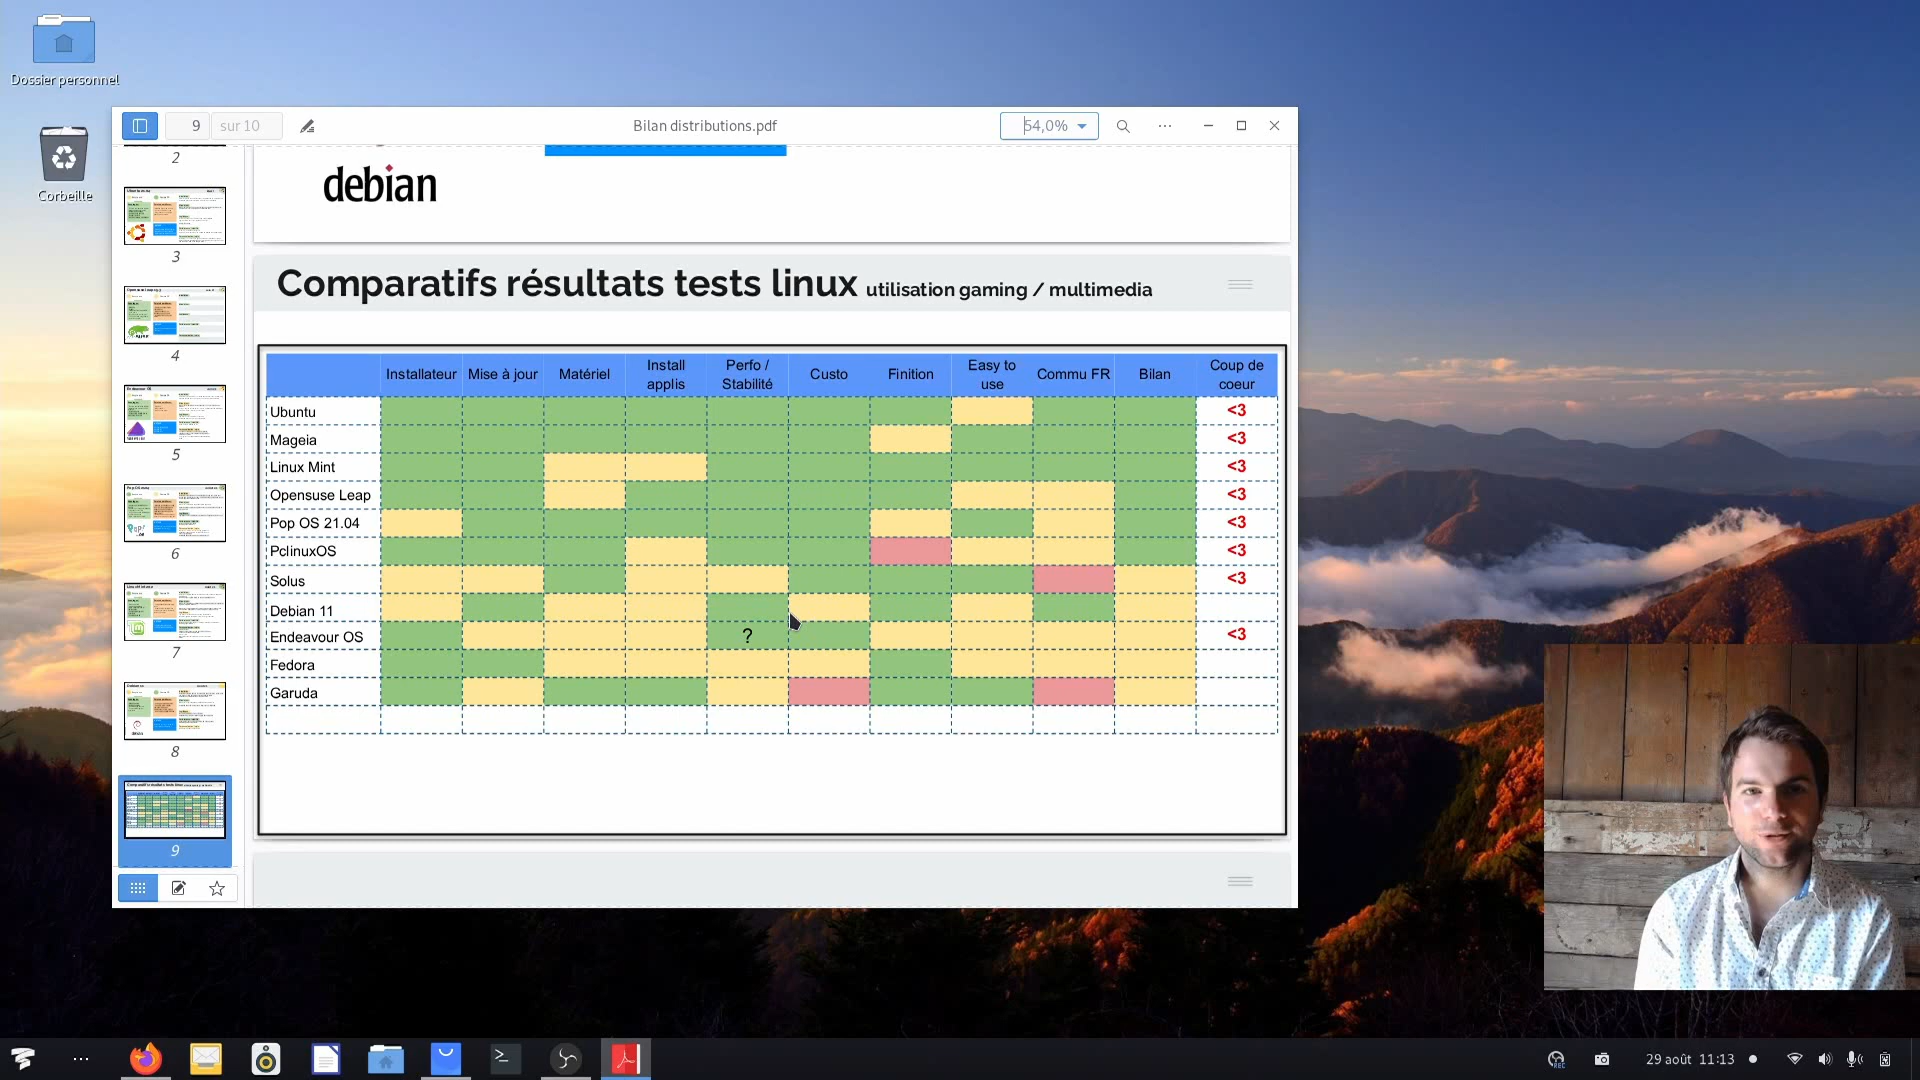 Dossier personnel
Corbeille
9 sur 10
Bilan distributions.pdf
54,0%
2
3
4
5
6
7
8
9
debian
Comparatifs résultats tests linux utilisation gaming / multimedia
Installateur Mise à jour Matériel Install applis Perfo / Stabilité Custo Finition Easy to use Commu FR Bilan Coup de coeur
Ubuntu <3
Mageia <3
Linux Mint <3
Opensuse Leap <3
Pop OS 21.04 <3
PclinuxOS <3
Solus <3
Debian 11
Endeavour OS ? <3
Fedora
Garuda
29 août 11:13